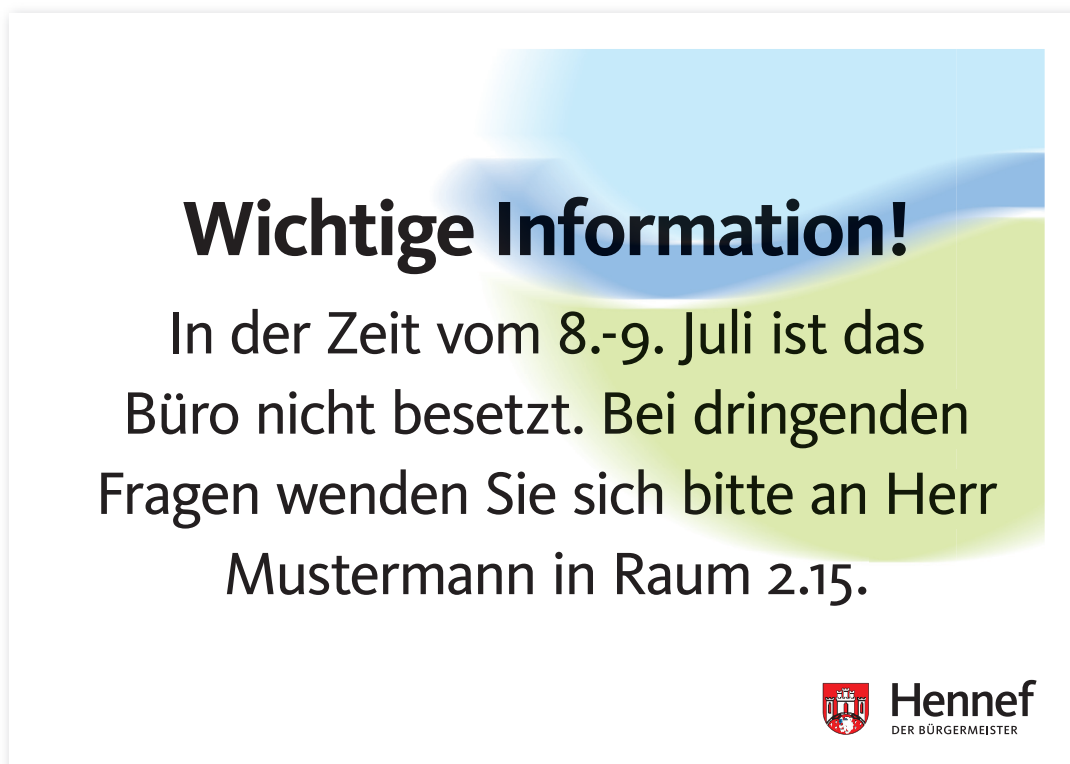 Wichtige Information!
In der Zeit vom 8.-9. Juli ist das
Büro nicht besetzt. Bei dringenden
Fragen wenden Sie sich bitte an Herr
Mustermann in Raum 2.15.
Hennef
DER BÜRGERMEISTER